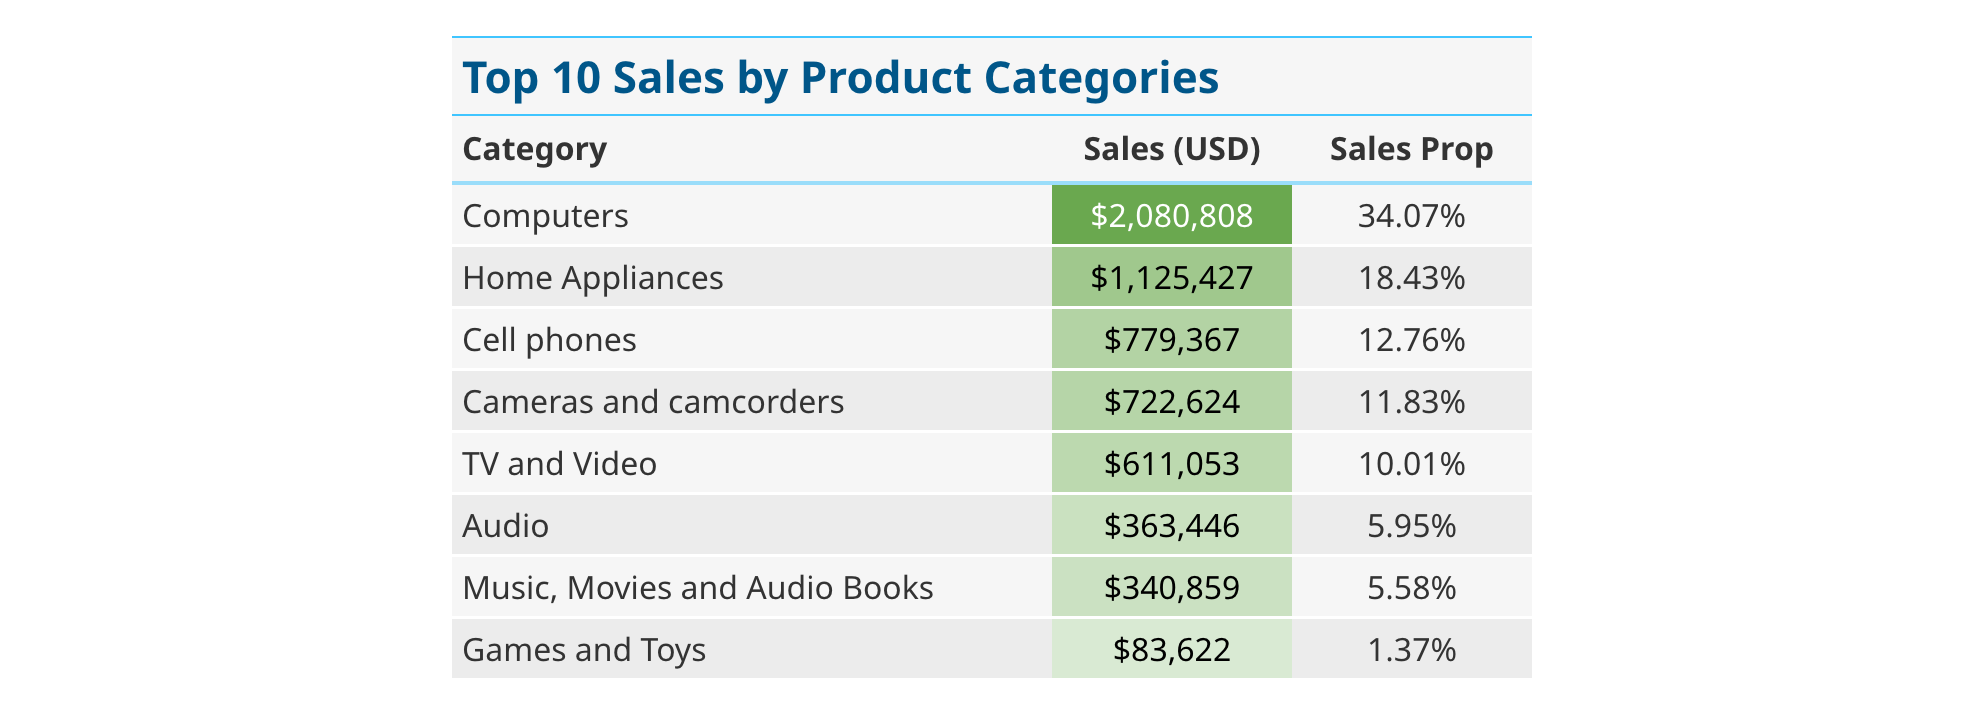 Top 10 Sales by Product Categories
Category Sales (USD) Sales Prop
Computers $2,080,808 34.07%
Home Appliances $1,125,427 18.43%
Cell phones $779,367 12.76%
Cameras and camcorders $722,624 11.83%
TV and Video $611,053 10.01%
Audio $363,446 5.95%
Music, Movies and Audio Books $340,859 5.58%
Games and Toys $83,622 1.37%